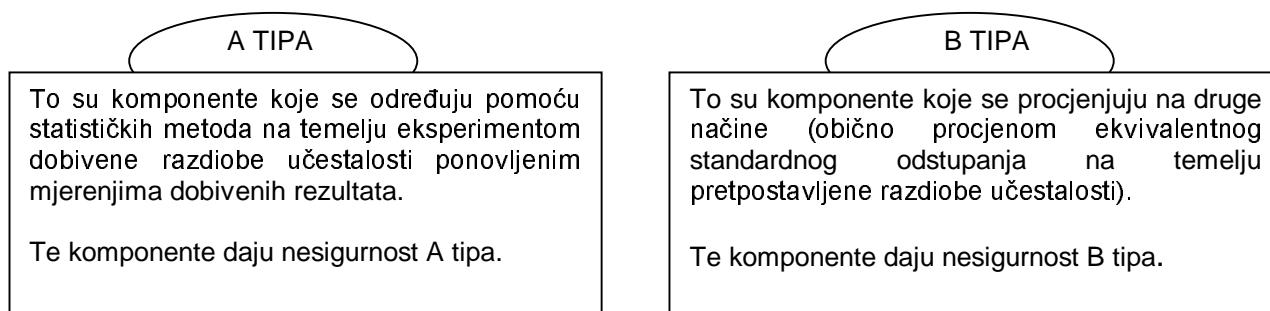 A TIPA
To su komponente koje se određuju pomoću
statističkih metoda na temelju eksperimentom
dobivene razdiobe učestalosti ponovljenim
mjerenjima dobivenih rezultata.
Te komponente daju nesigurnost A tipa.
B TIPA
To su komponente koje se procjenjuju na druge
načine (obično procjenom ekvivalentnog
standardnog odstupanja na temelju
pretpostavljene razdiobe učestalosti).
Te komponente daju nesigurnost B tipa.